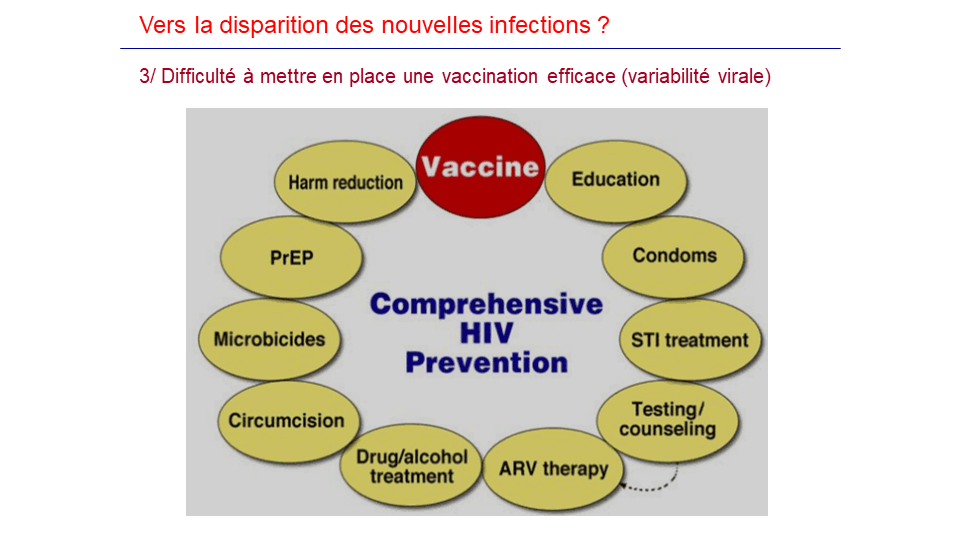 Vers la disparition des nouvelles infections ?
3/ Difficulté à mettre en place une vaccination efficace (variabilité virale)
Vaccine
Education
Condoms
STI treatment
Testing/
counseling
ARV therapy
Drug/alcohol
treatment
Circumcision
Microbicides
PrEP
Harm reduction
Comprehensive
HIV
Prevention